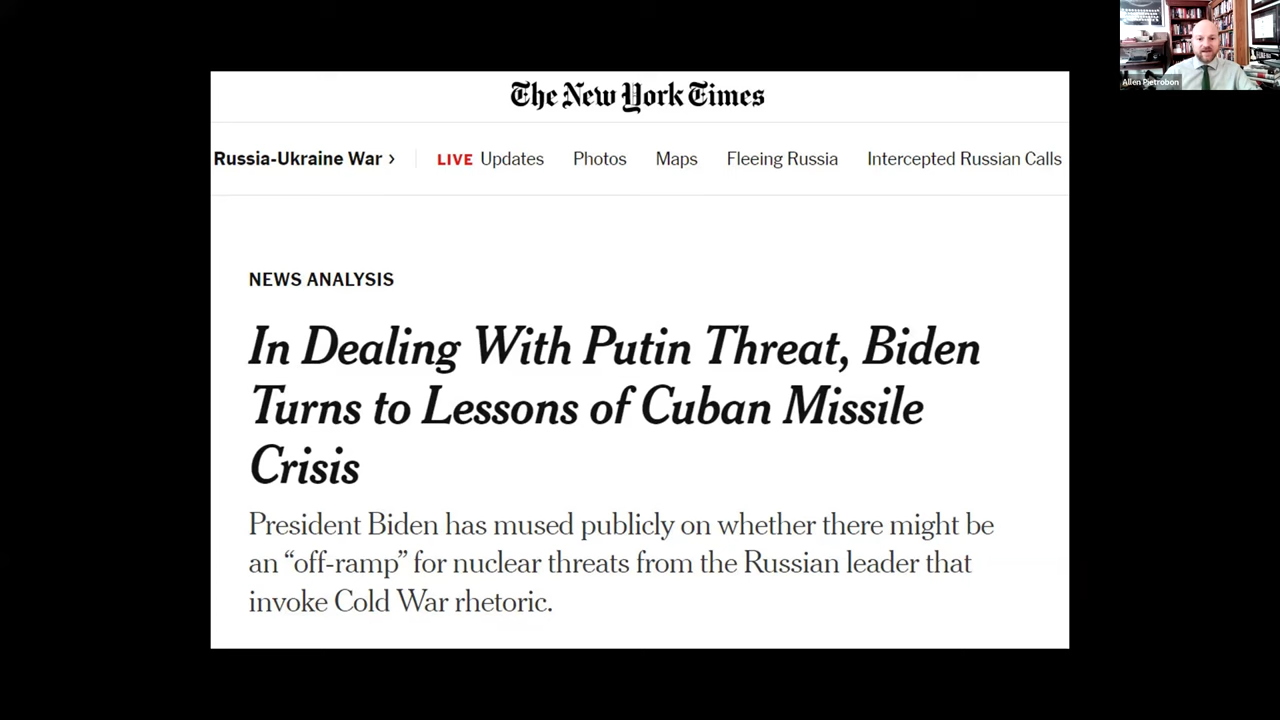 Allen Pietrobon
The New York Times
Russia-Ukraine War › LIVE Updates Photos Maps Fleeing Russia Intercepted Russian Calls
NEWS ANALYSIS
In Dealing With Putin Threat, Biden
Turns to Lessons of Cuban Missile
Crisis
President Biden has mused publicly on whether there might be
an “off-ramp” for nuclear threats from the Russian leader that
invoke Cold War rhetoric.